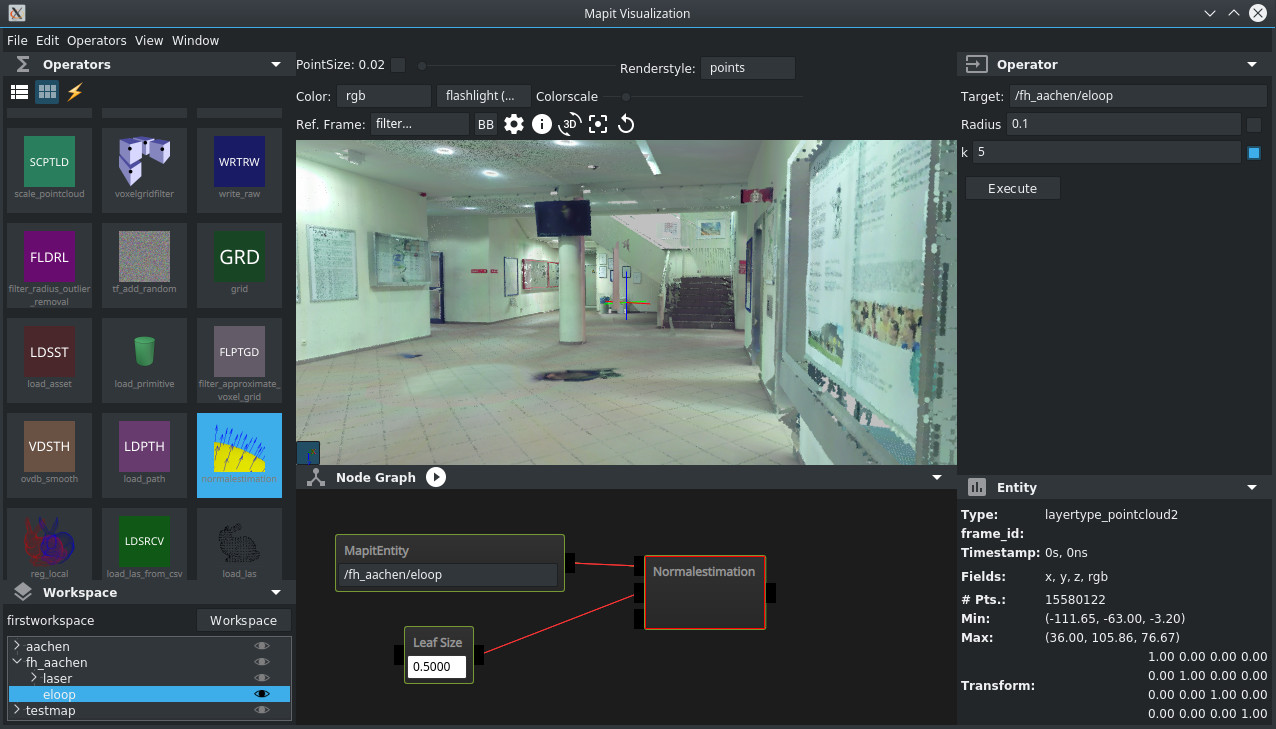 Mapit Visualization
File Edit Operators View Window
Operators
SCPTLD
scale_pointcloud
voxelgridfilter
WRTRW
write_raw
FLDRL
filter_radius_outlier
_removal
tf_add_random
GRD
grid
LDSST
load_asset
load_primitive
FLPTGD
filter_approximate_
voxel_grid
VDSTH
ovdb_smooth
LDPTH
load_path
normalestimation
reg_local
LDSRCV
load_las_from_csv
load_las
Workspace
firstworkspace
Workspace
aachen
fh_aachen
laser
eloop
testmap
PointSize: 0.02
Renderstyle: points
Color: rgb flashlight (... Colorscale
Ref. Frame: filter... BB 3D
Node Graph
MapitEntity
/fh_aachen/eloop
Leaf Size
0.5000
Normalestimation
Operator
Target: /fh_aachen/eloop
Radius 0.1
k 5
Execute
Entity
Type: layertype_pointcloud2
frame_id:
Timestamp: 0s, 0ns
Fields: x, y, z, rgb
# Pts.: 15580122
Min: (-111.65, -63.00, -3.20)
Max: (36.00, 105.86, 76.67)
Transform:
1.00 0.00 0.00 0.00
0.00 1.00 0.00 0.00
0.00 0.00 1.00 0.00
0.00 0.00 0.00 1.00